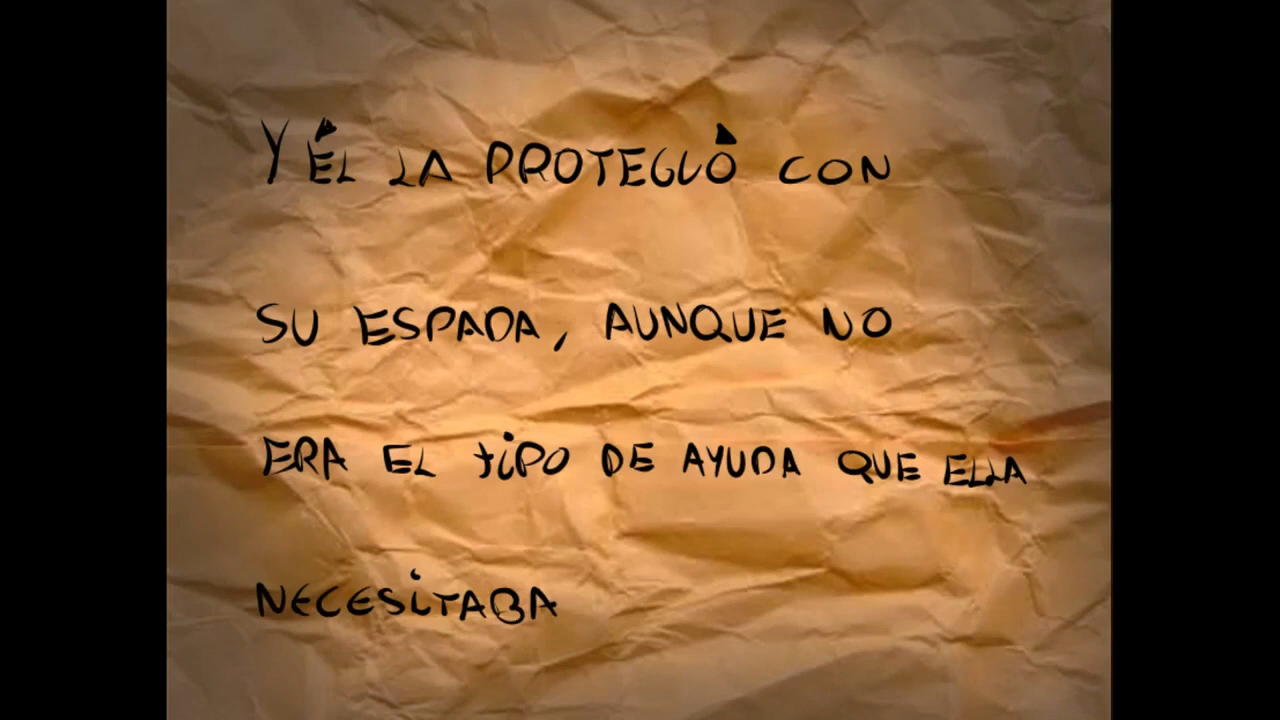 Y ÉL LA PROTEGIÓ CON
SU ESPADA, AUNQUE NO
ERA EL tiPO DE AYUDA QUE ELLA
NECESiTABA